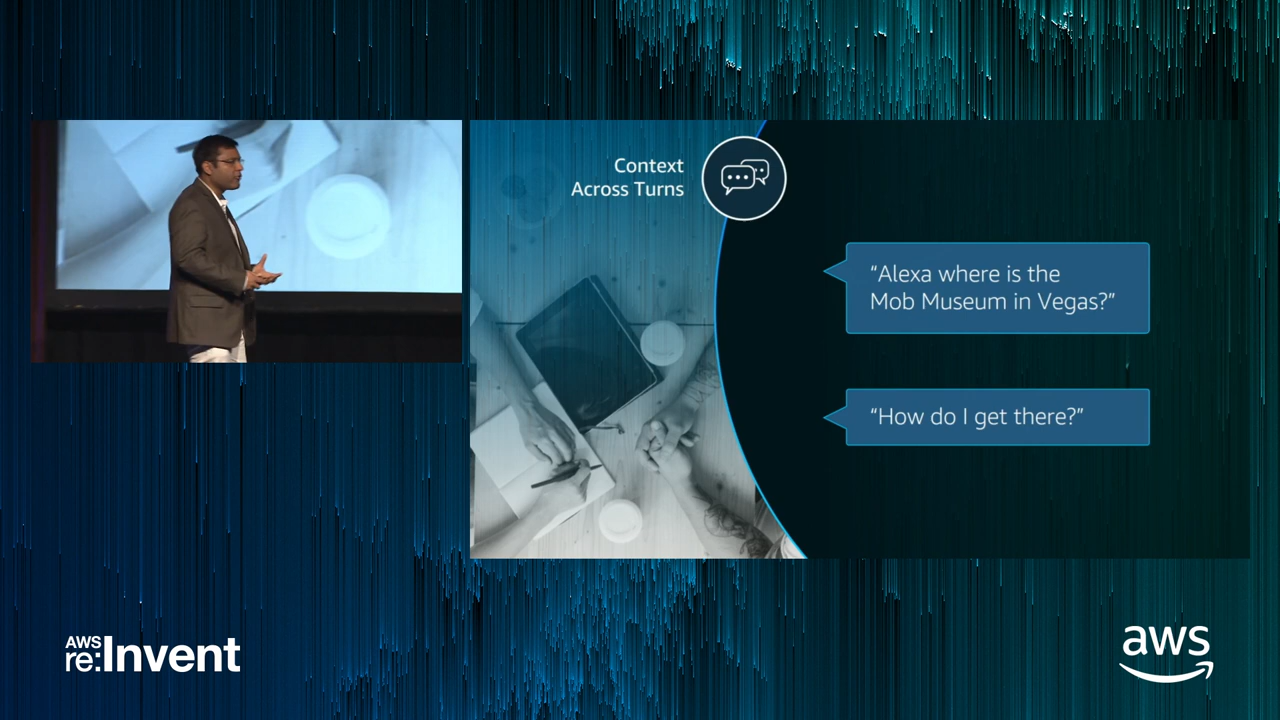 Context
Across Turns
“Alexa where is the
Mob Museum in Vegas?”
“How do I get there?”
AWS
re:Invent
aws